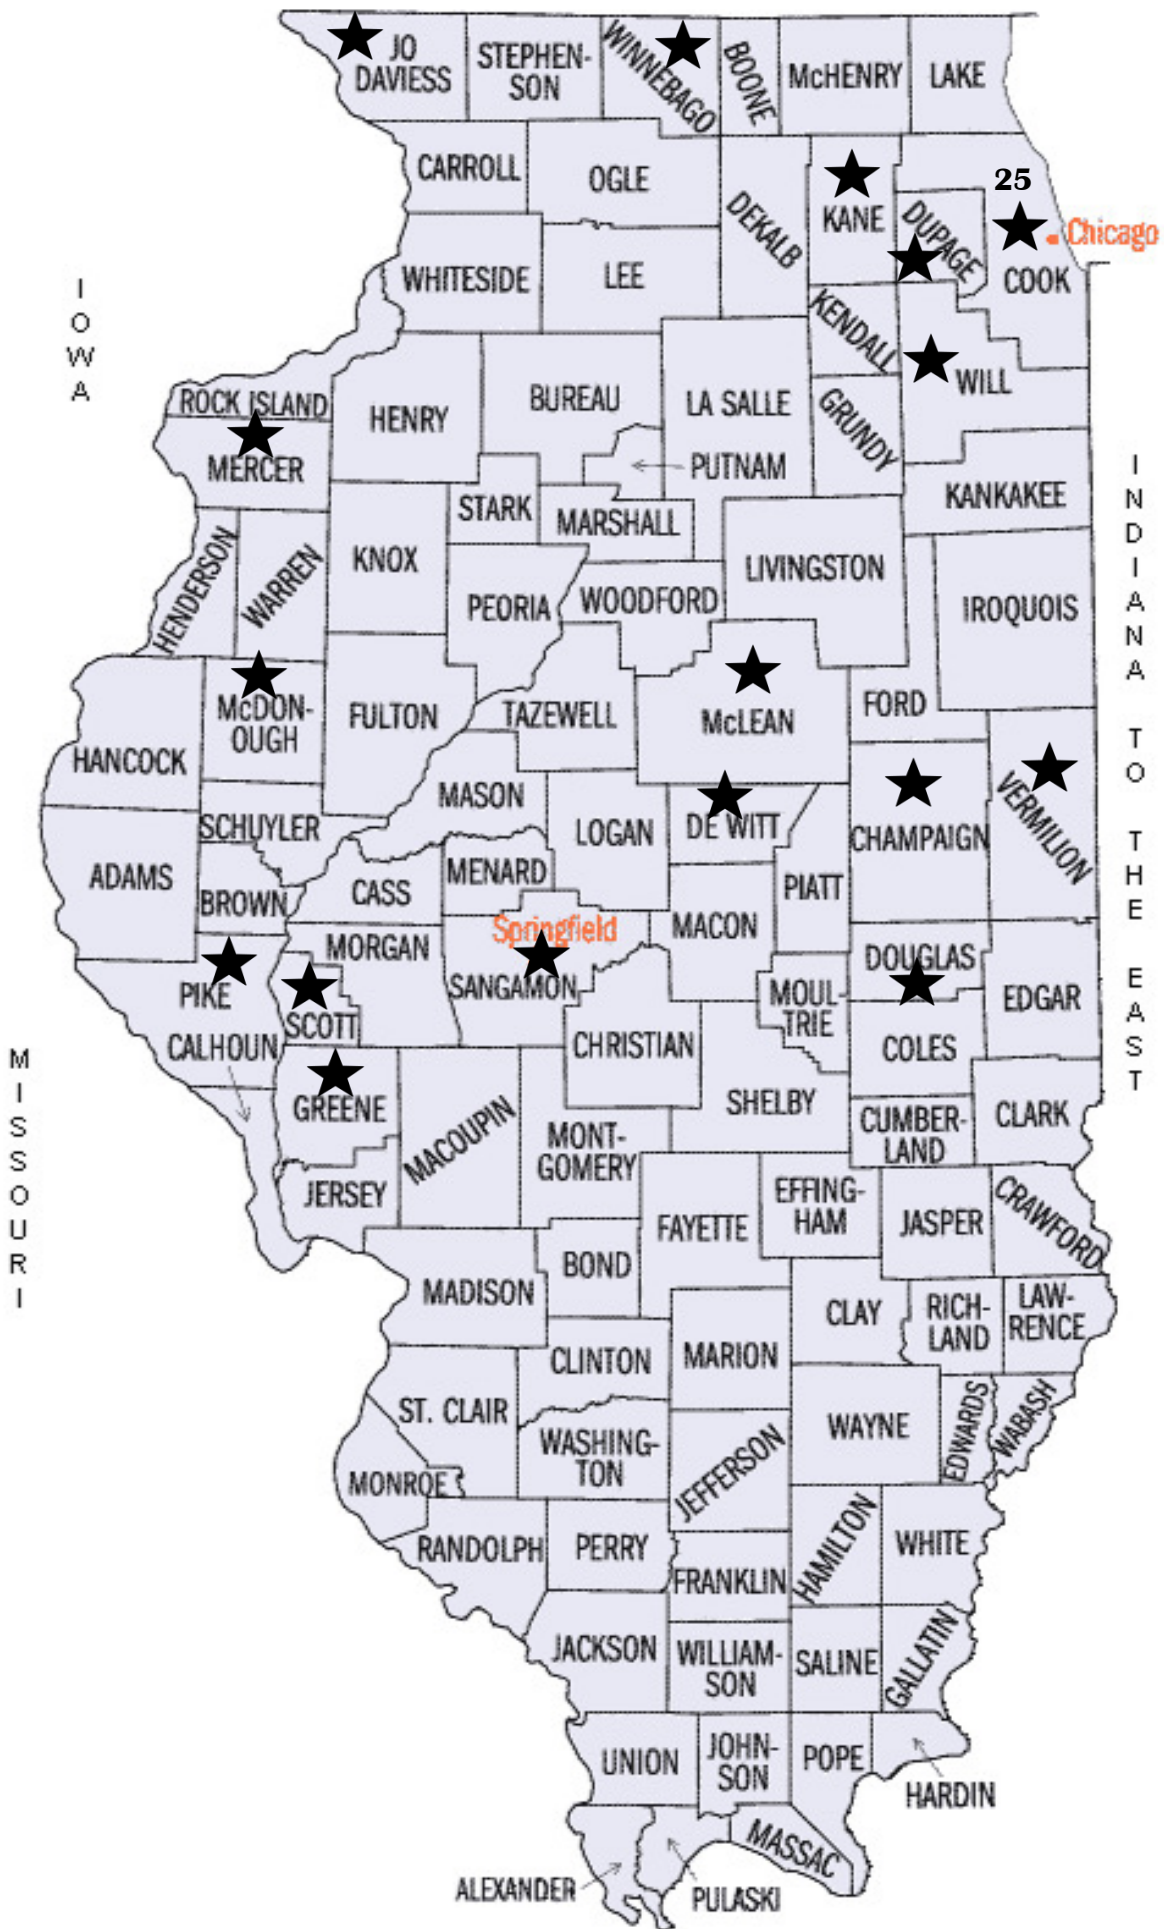 JO
DAVIESS
STEPHEN-
SON
WINNEBAGO
BOONE
McHENRY
LAKE
CARROLL
OGLE
DEKALB
KANE
DUPAGE
25
Chicago
COOK
WHITESIDE
LEE
KENDALL
WILL
IOWA
ROCK ISLAND
HENRY
BUREAU
LA SALLE
GRUNDY
MERCER
PUTNAM
KANKAKEE
STARK
MARSHALL
HENDERSON
WARREN
KNOX
PEORIA
WOODFORD
LIVINGSTON
IROQUOIS
INDIANA TO THE EAST
HANCOCK
McDON-
OUGH
FULTON
TAZEWELL
McLEAN
FORD
MASON
LOGAN
DE WITT
CHAMPAIGN
VERMILION
SCHUYLER
ADAMS
BROWN
CASS
MENARD
PIATT
MACON
Springfield
MORGAN
SANGAMON
DOUGLAS
EDGAR
PIKE
SCOTT
MOUL-
TRIE
CALHOUN
CHRISTIAN
COLES
MISSOURI
GREENE
MACOUPIN
MONT-
GOMERY
SHELBY
CUMBER-
LAND
CLARK
JERSEY
FAYETTE
EFFING-
HAM
JASPER
CRAWFORD
MADISON
BOND
CLAY
RICH-
LAND
LAW-
RENCE
CLINTON
MARION
ST. CLAIR
WASHING-
TON
JEFFERSON
WAYNE
EDWARDS
WABASH
MONROE
RANDOLPH
PERRY
FRANKLIN
HAMILTON
WHITE
JACKSON
WILLIAM-
SON
SALINE
GALLATIN
UNION
JOHN-
SON
POPE
HARDIN
MASSAC
ALEXANDER
PULASKI